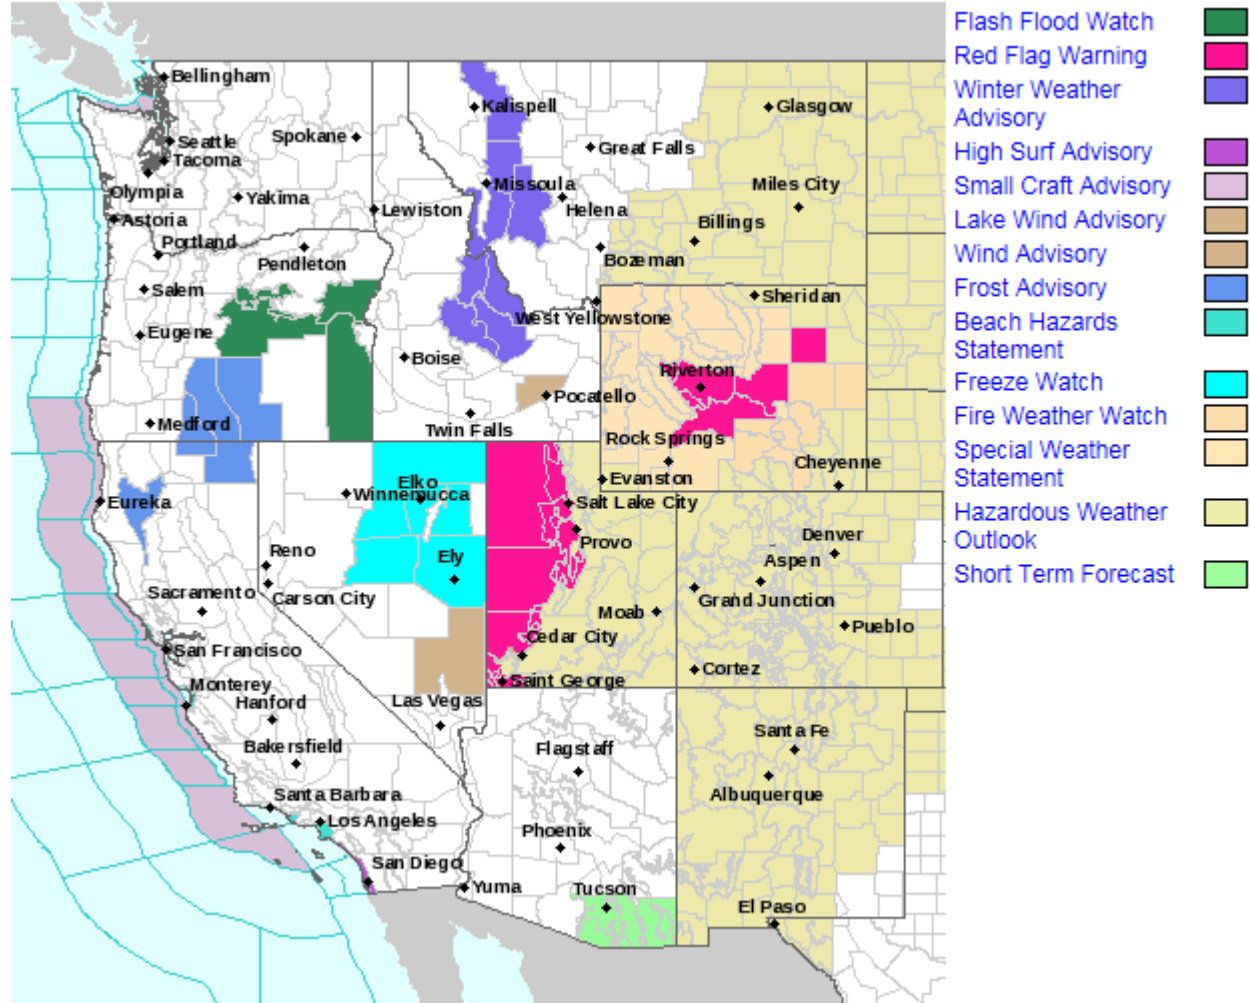 Bellingham
Seattle
Tacoma
Olympia
Astoria
Portland
Salem
Eugene
Medford
Spokane
Yakima
Pendleton
Lewiston
Kalispell
Missoula
Great Falls
Helena
Bozeman
Billings
Glasgow
Miles City
West Yellowstone
Boise
Pocatello
Twin Falls
Sheridan
Riverton
Rock Springs
Evanston
Cheyenne
Eureka
Winnemucca
Elko
Ely
Reno
Carson City
Sacramento
San Francisco
Monterey
Hanford
Bakersfield
Las Vegas
Santa Barbara
Los Angeles
San Diego
Salt Lake City
Provo
Moab
Cedar City
Saint George
Denver
Aspen
Grand Junction
Pueblo
Cortez
Flagstaff
Phoenix
Yuma
Tucson
Santa Fe
Albuquerque
El Paso
Flash Flood Watch
Red Flag Warning
Winter Weather
Advisory
High Surf Advisory
Small Craft Advisory
Lake Wind Advisory
Wind Advisory
Frost Advisory
Beach Hazards
Statement
Freeze Watch
Fire Weather Watch
Special Weather
Statement
Hazardous Weather
Outlook
Short Term Forecast